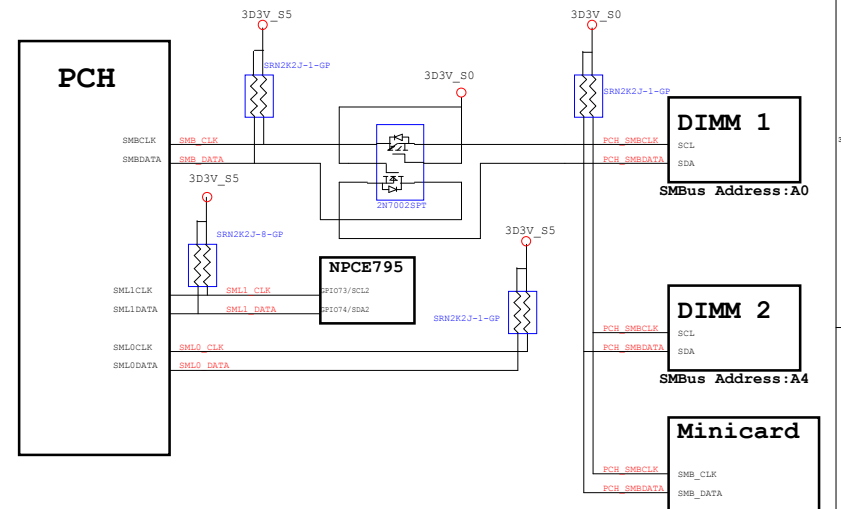 3D3V_S5
3D3V_S0
PCH
SRN2K2J-1-GP
3D3V_S0
SRN2K2J-1-GP
DIMM 1
SMBCLK
SMB_CLK
PCH_SMBCLK
SCL
SMBDATA
SMB_DATA
PCH_SMBDATA
SDA
3D3V_S5
SMBus Address:A0
2N7002SPT
SRN2K2J-8-GP
3D3V_S5
NPCE795
SML1CLK
SML1_CLK
GPIO73/SCL2
SML1DATA
SML1_DATA
GPIO74/SDA2
SRN2K2J-1-GP
DIMM 2
PCH_SMBCLK
SCL
SML0CLK
SML0_CLK
PCH_SMBDATA
SDA
SML0DATA
SML0_DATA
SMBus Address:A4
Minicard
PCH_SMBCLK
SMB_CLK
PCH_SMBDATA
SMB_DATA